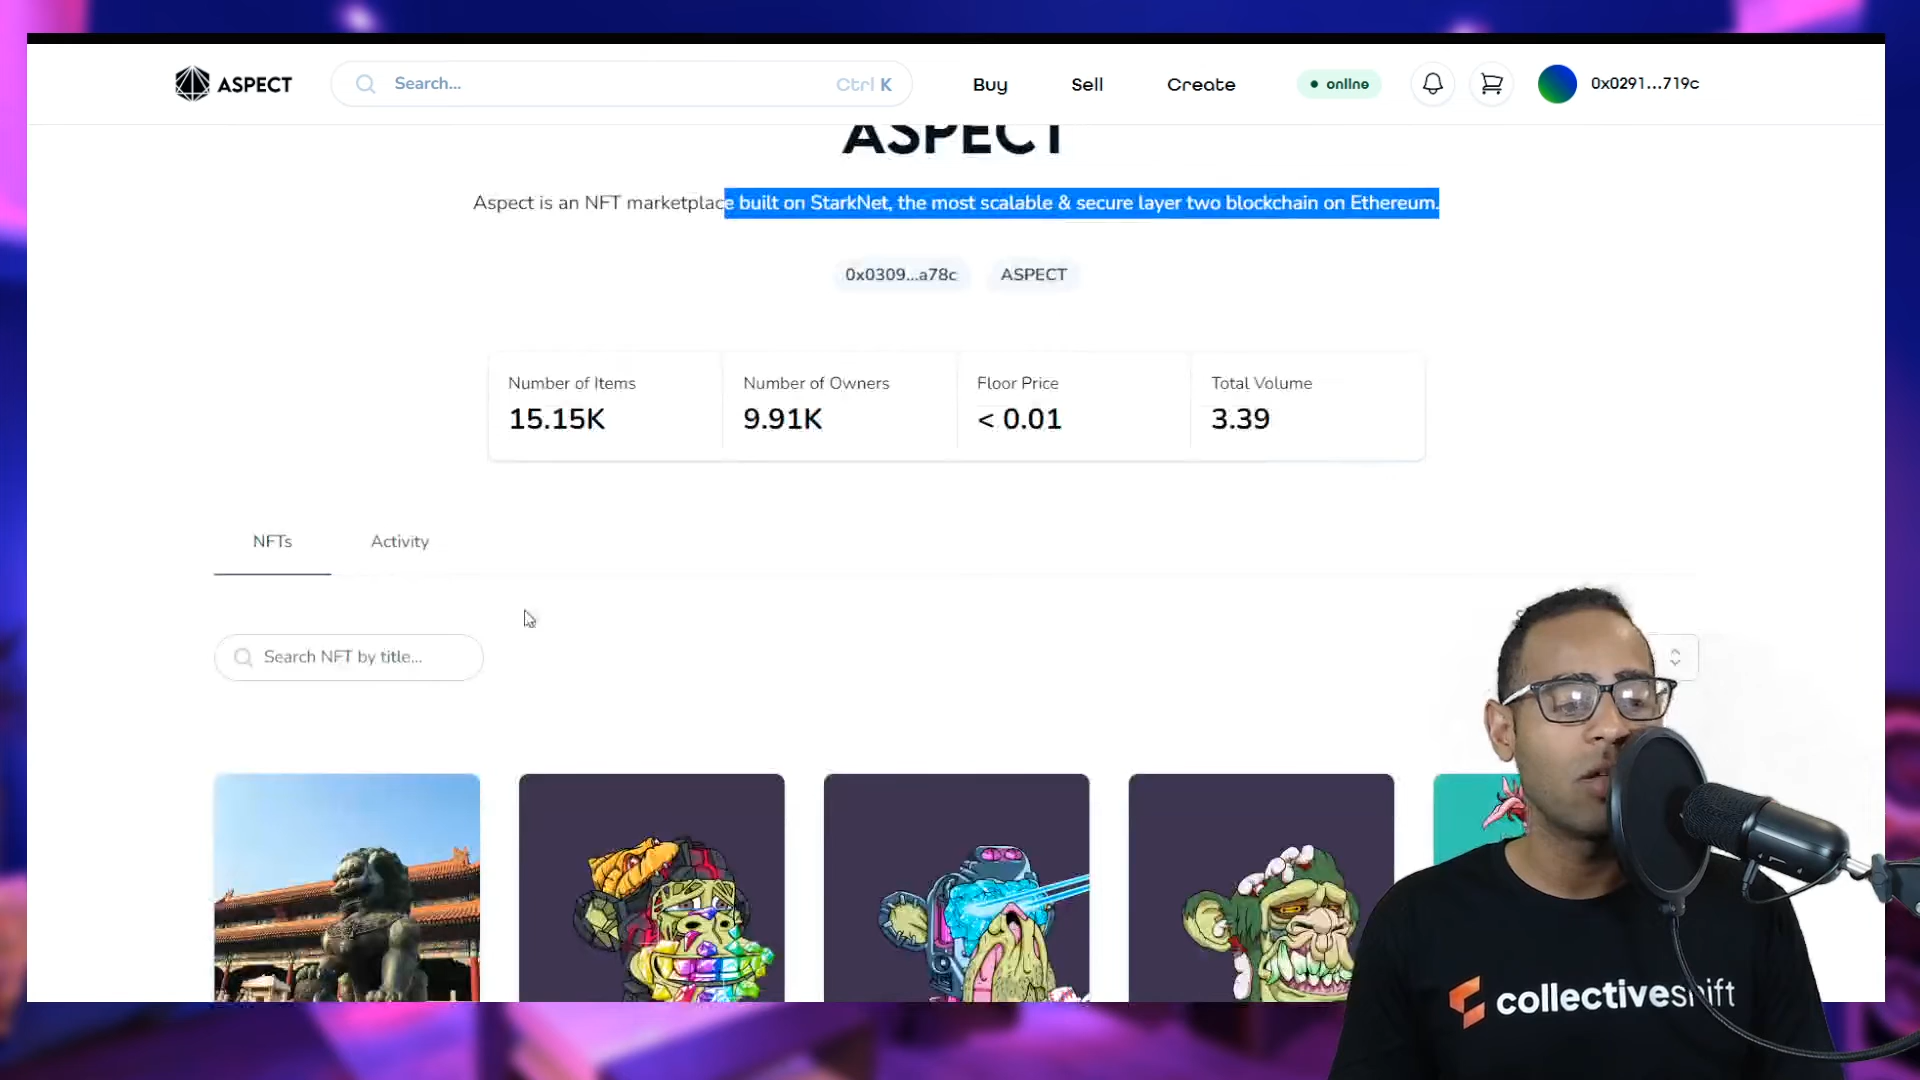 ASPECT
Search...
Ctrl K
Buy
Sell
Create
online
0x0291...719c
ASPECT
Aspect is an NFT marketplace built on StarkNet, the most scalable & secure layer two blockchain on Ethereum.
0x0309...a78c
ASPECT
Number of Items
15.15K
Number of Owners
9.91K
Floor Price
< 0.01
Total Volume
3.39
NFTs
Activity
Search NFT by title...
collectiveshift